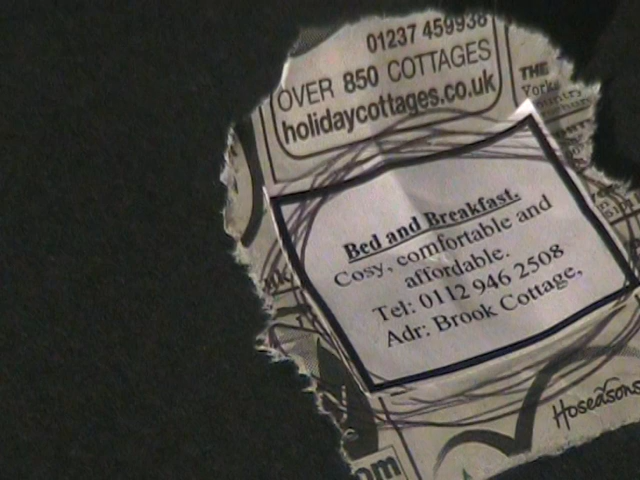 01237 459938
OVER 850 COTTAGES
holidaycottages.co.uk
THE
Bed and Breakfast.
Cosy, comfortable and
affordable.
Tel: 0112 946 2508
Adr: Brook Cottage,
Hoseasons
om